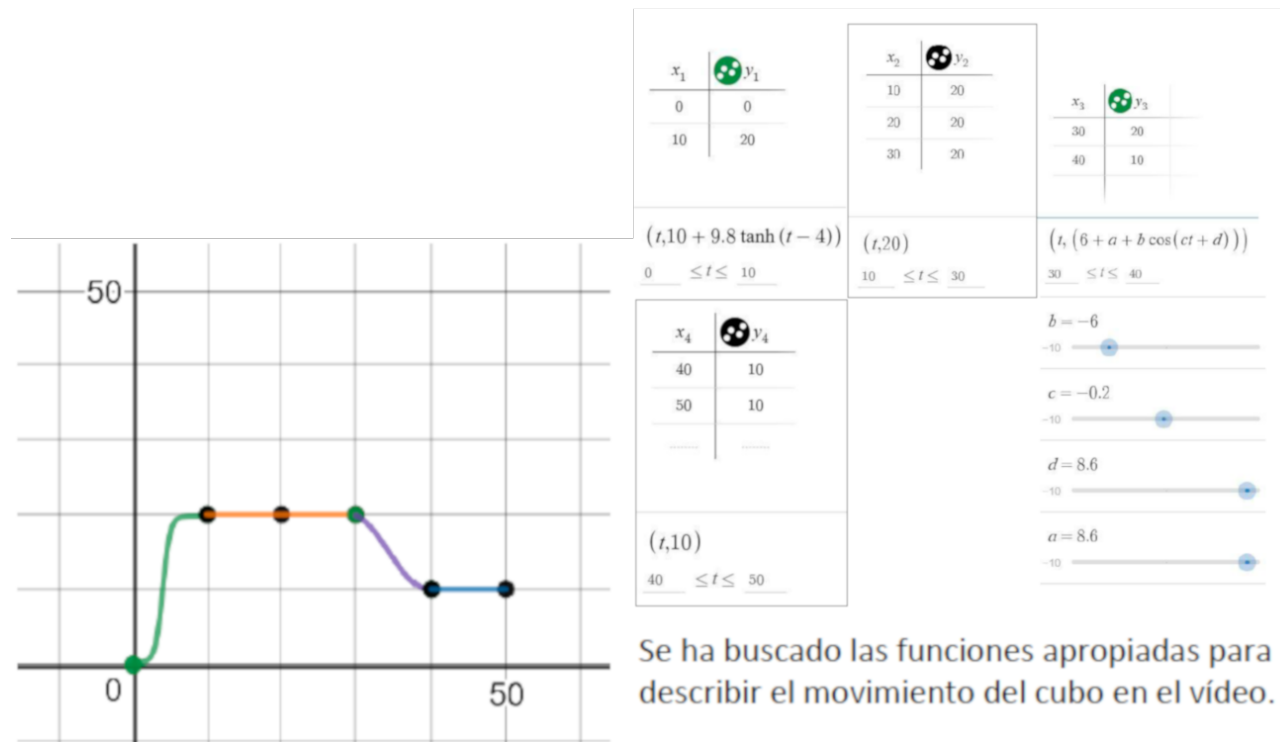 50
0
50
x₁ y₁
0 0
10 20
(t,10 + 9.8 tanh (t − 4))
0 ≤ t ≤ 10
x₂ y₂
10 20
20 20
30 20
(t,20)
10 ≤ t ≤ 30
x₃ y₃
30 20
40 10
(t, (6 + a + b cos(ct + d)))
30 ≤ t ≤ 40
b = −6
−10
c = −0.2
−10
d = 8.6
−10
a = 8.6
−10
x₄ y₄
40 10
50 10
(t,10)
40 ≤ t ≤ 50
Se ha buscado las funciones apropiadas para
describir el movimiento del cubo en el vídeo.